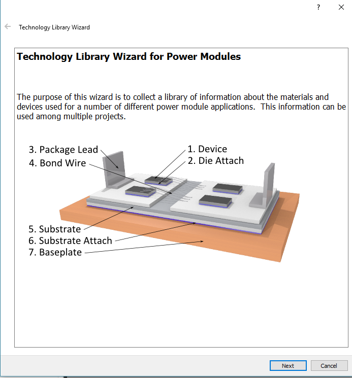 ?
Technology Library Wizard
Technology Library Wizard for Power Modules
The purpose of this wizard is to collect a library of information about the materials and
devices used for a number of different power module applications. This information can be
used among multiple projects.
3. Package Lead
4. Bond Wire
1. Device
2. Die Attach
5. Substrate
6. Substrate Attach
7. Baseplate
Next
Cancel